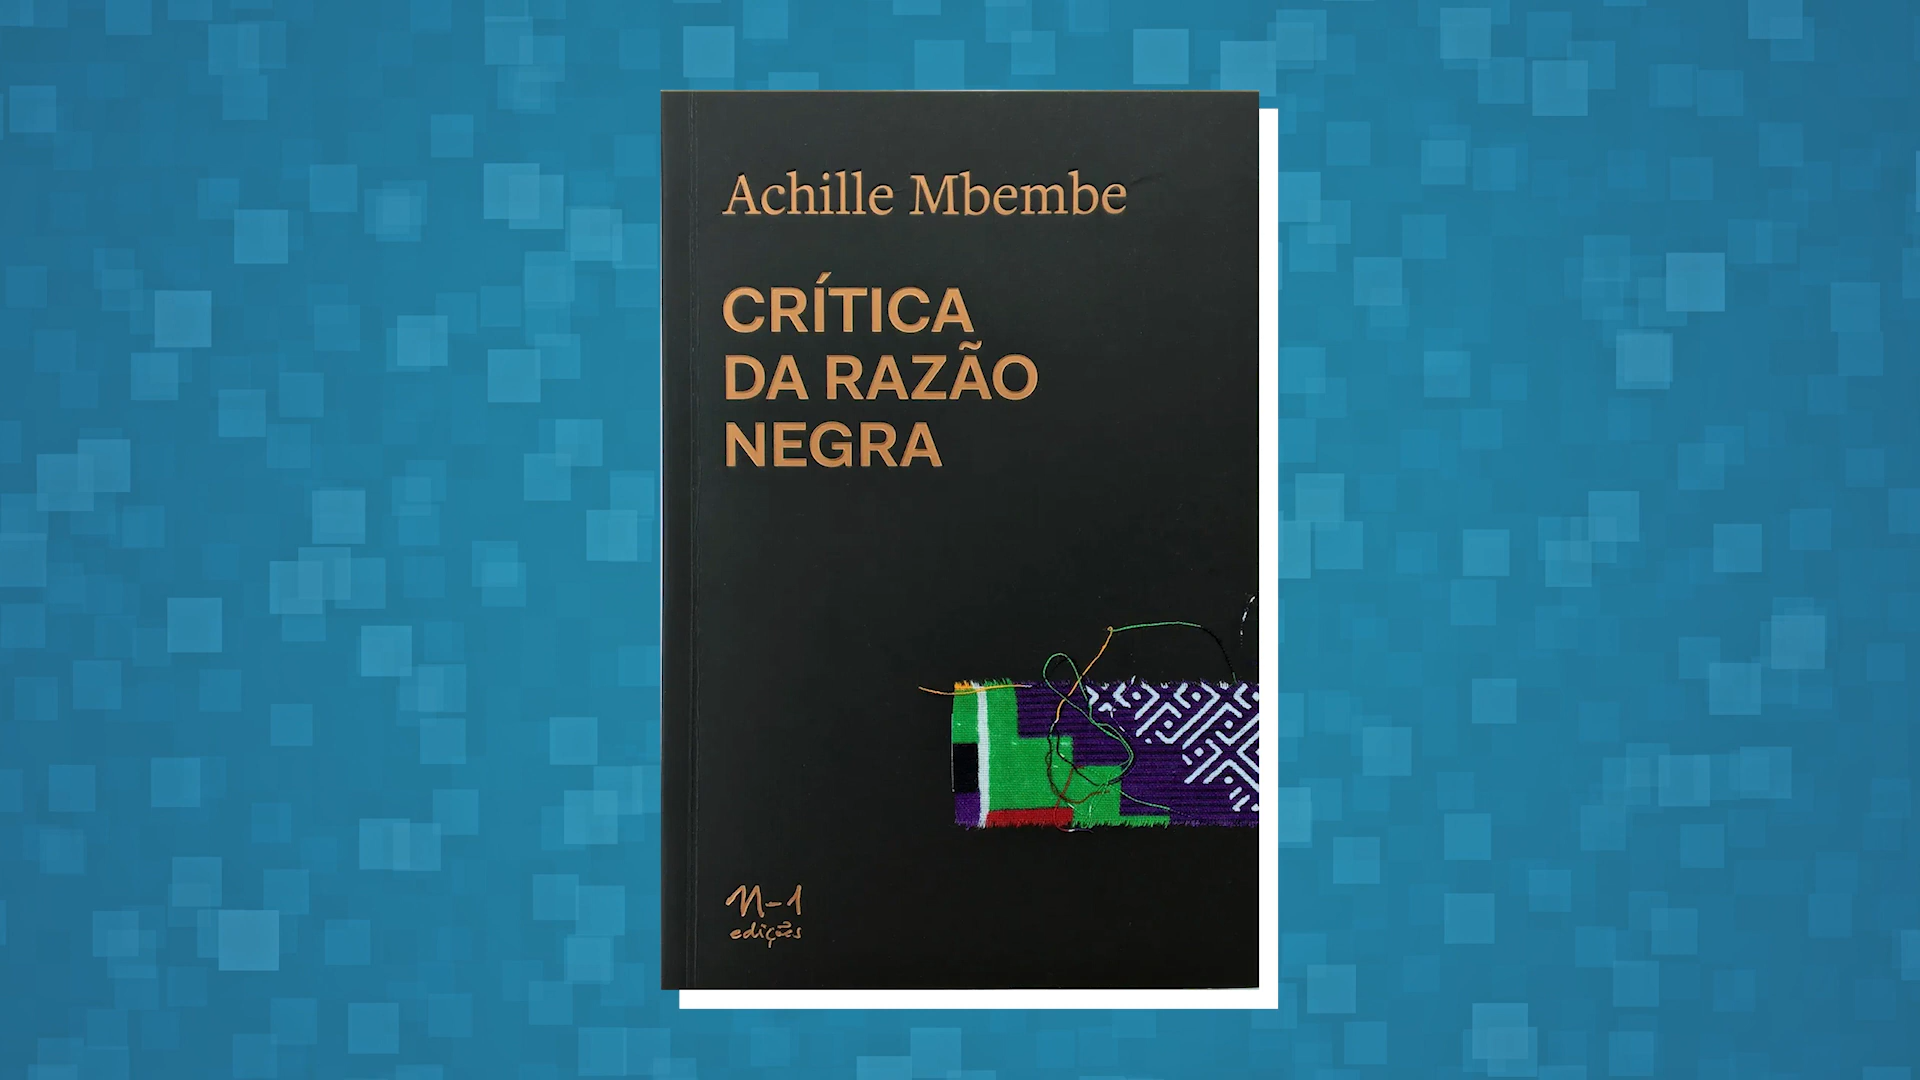 Achille Mbembe
CRÍTICA
DA RAZÃO
NEGRA
n-1
edições